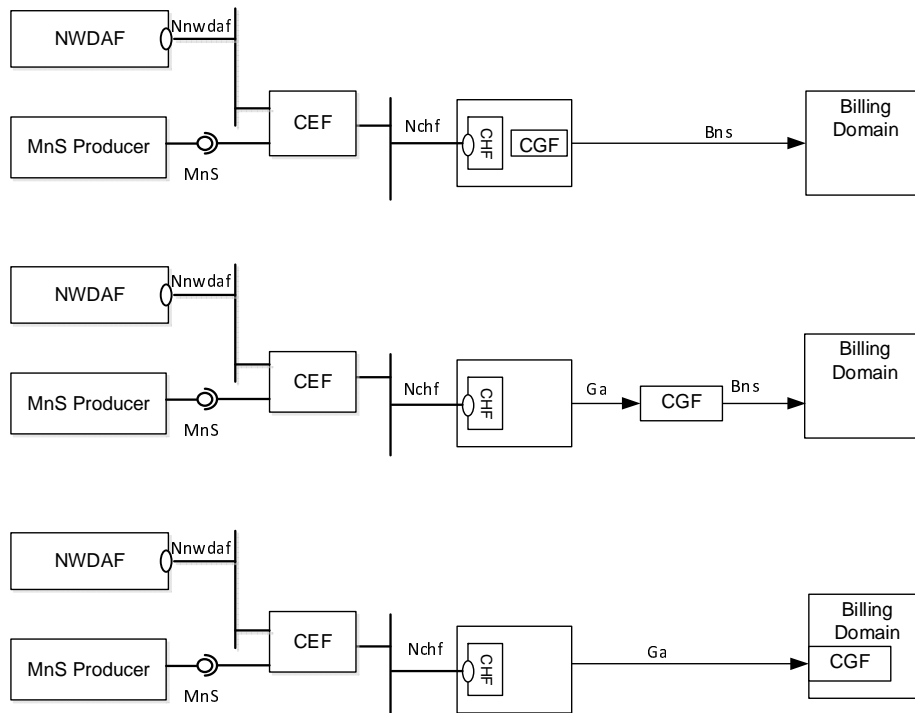 NWDAF
Nnwdaf
MnS Producer
MnS
CEF
Nchf
CHF
CGF
Bns
Billing
Domain
NWDAF
Nnwdaf
MnS Producer
MnS
CEF
Nchf
CHF
Ga
CGF
Bns
Billing
Domain
NWDAF
Nnwdaf
MnS Producer
MnS
CEF
Nchf
CHF
Ga
Billing
Domain
CGF